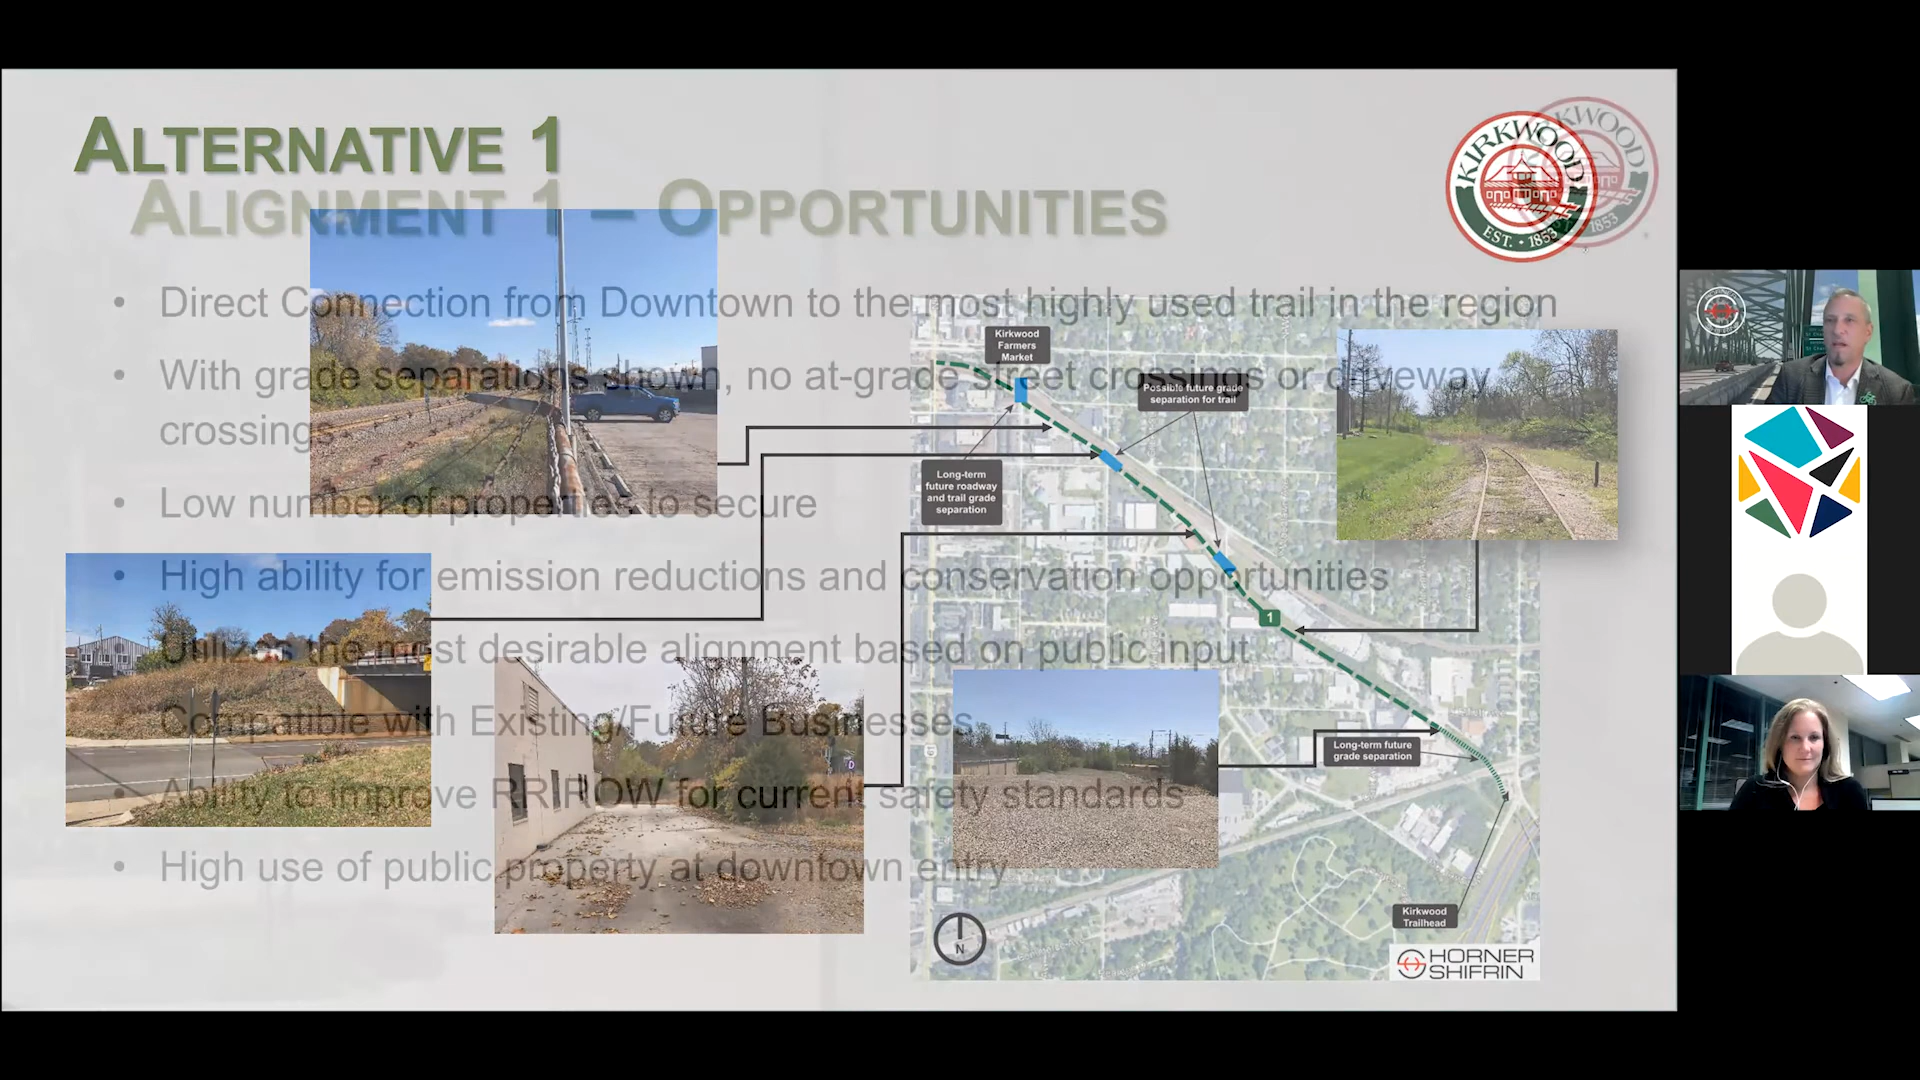 ALTERNATIVE 1
ALIGNMENT 1 – OPPORTUNITIES
KIRKWOOD
EST. • 1853
KIRKWOOD
1853
• Direct Connection from Downtown to the most highly used trail in the region
• With grade separations shown, no at-grade street crossings or driveway
crossing
• Low number of properties to secure
• High ability for emission reductions and conservation opportunities
Utilizes the most desirable alignment based on public input
Compatible with Existing/Future Businesses
• Ability to improve RR ROW for current safety standards
• High use of public property at downtown entry
Kirkwood
Farmers
Market
Possible future grade
separation for trail
Long-term
future roadway
and trail grade
separation
1
Long-term future
grade separation
Kirkwood
Trailhead
N
HORNER
SHIFRIN